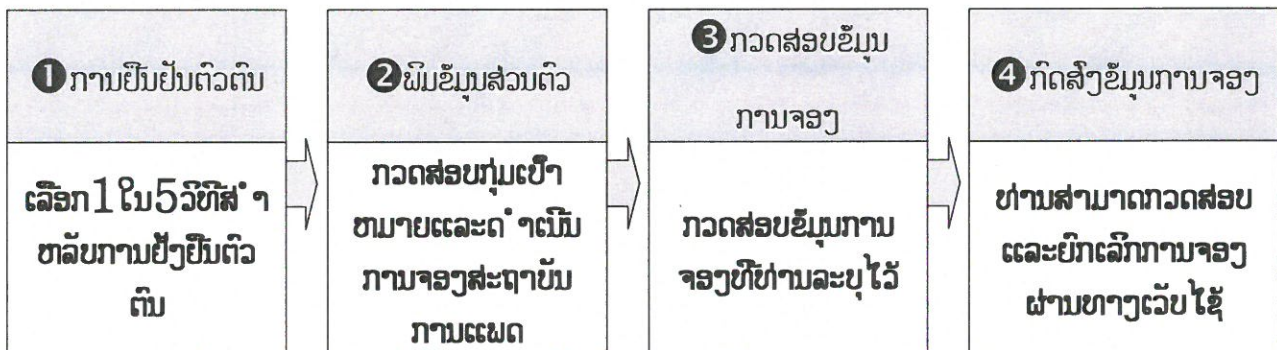 ❶ການຢືນຢັນຕົວຕົນ
ເລືອກ1ໃນ5ວິທີສຳ
ຫລັບການຢັ້ງຢືນຕົວ
ຕົນ
❷ພິມຂໍ້ມູນສ່ວນຕົວ
ກວດສ່ອບກຸ່ມເປົ້າ
ຫມາຍແລະດຳເນີນ
ການຈອງສະຖາບັນ
ການແພດ
❸ກວດສ່ອບຂໍ້ມູນ
ການຈອງ
ກວດສ່ອບຂໍ້ມູນການ
ຈອງທີ່ທ່ານລະບຸໄວ້
❹ກົດສົ່ງຂໍ້ມູນການຈອງ
ທ່ານສາມາດກວດສອບ
ແລະຍົກເລີກການຈອງ
ຜ່ານທາງເວັບໄຊ້